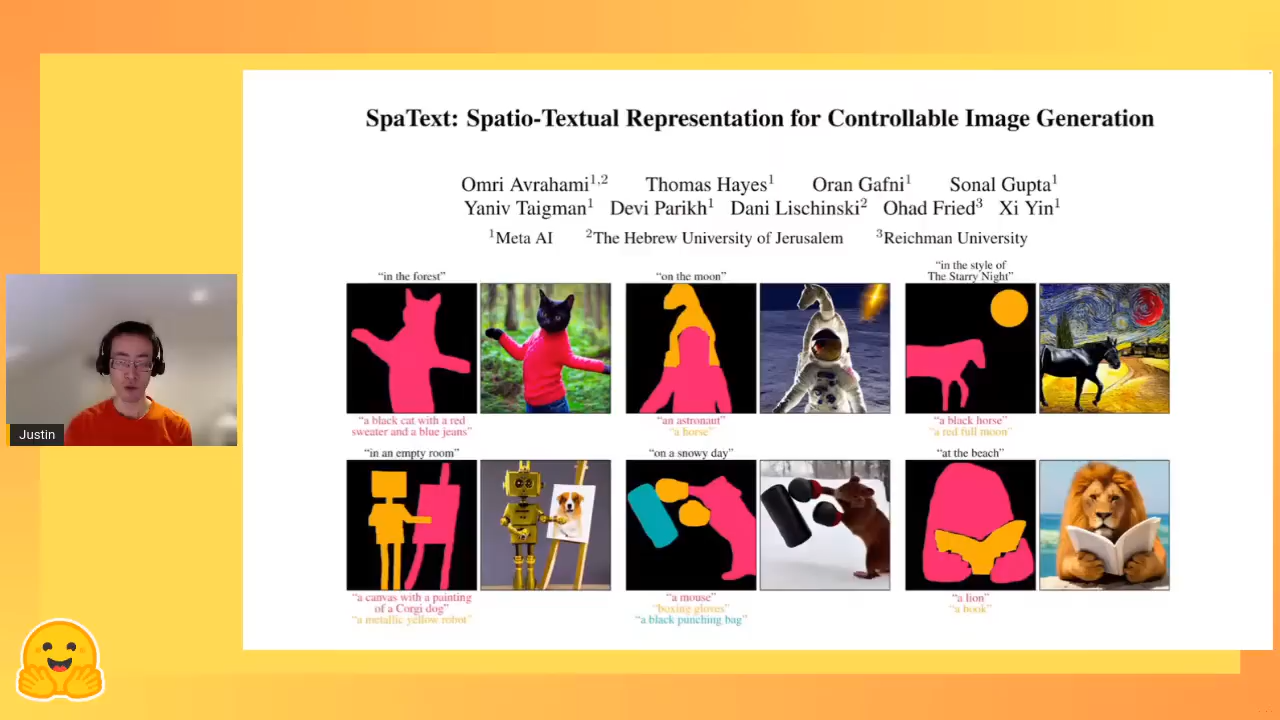 SpaText: Spatio-Textual Representation for Controllable Image Generation
Omri Avrahami1,2 Thomas Hayes1 Oran Gafni1 Sonal Gupta1
Yaniv Taigman1 Devi Parikh1 Dani Lischinski2 Ohad Fried3 Xi Yin1
1Meta AI 2The Hebrew University of Jerusalem 3Reichman University
“in the forest”
“a black cat with a red
sweater and a blue jeans”
“on the moon”
“an astronaut”
“a horse”
“in the style of
The Starry Night”
“a black horse”
“a red full moon”
“in an empty room”
“a canvas with a painting
of a Corgi dog”
“a metallic yellow robot”
“on a snowy day”
“a mouse”
“boxing gloves”
“a black punching bag”
“at the beach”
“a lion”
“a book”
Justin